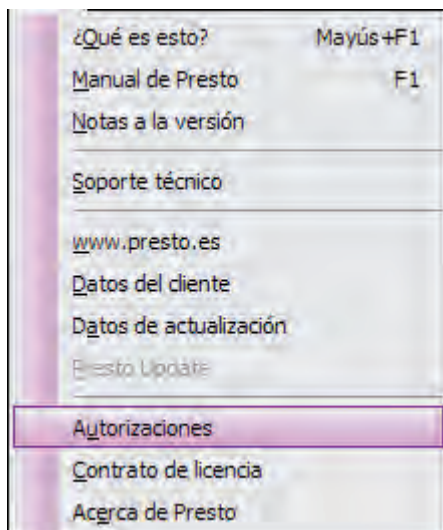 ¿Qué es esto? Mayús+F1
Manual de Presto F1
Notas a la versión
Soporte técnico
www.presto.es
Datos del cliente
Datos de actualización
Presto Update
Autorizaciones
Contrato de licencia
Acerca de Presto